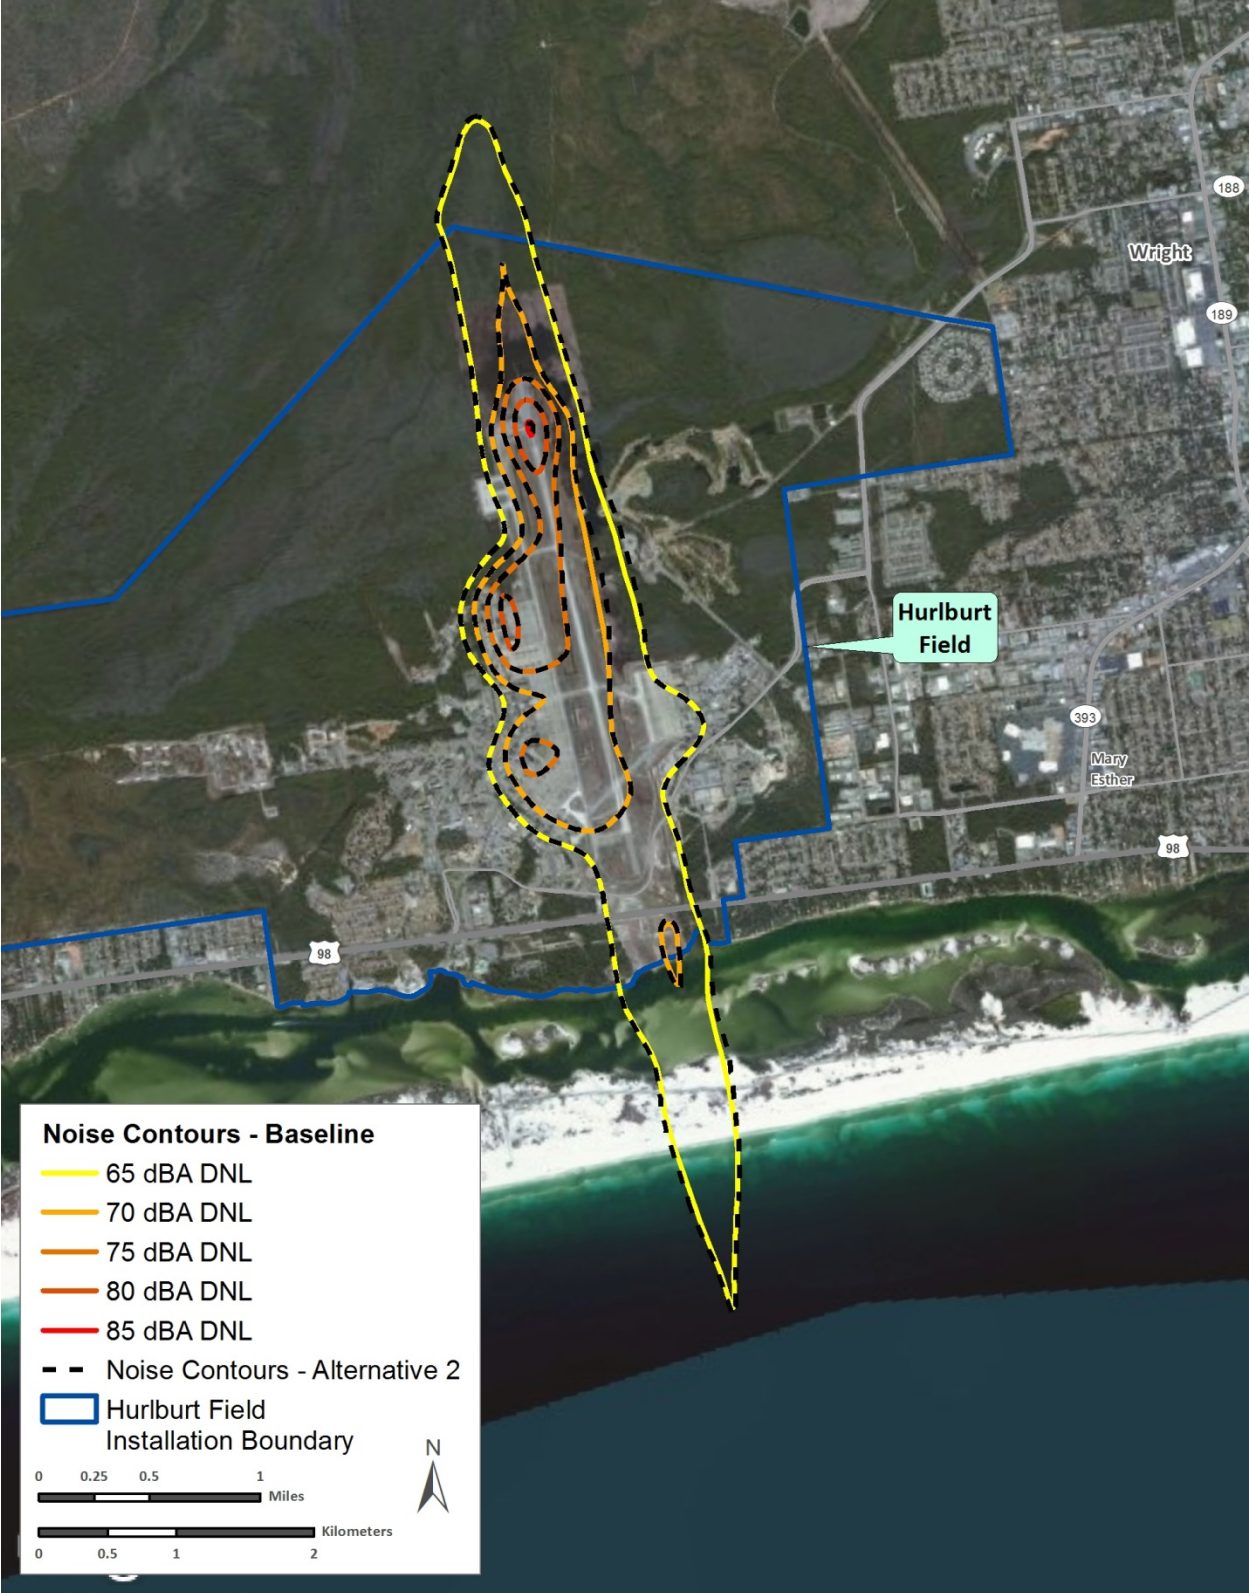 188
Wright
189
Hurlburt
Field
393
Mary
Esther
98
98
Noise Contours - Baseline
65 dBA DNL
70 dBA DNL
75 dBA DNL
80 dBA DNL
85 dBA DNL
Noise Contours - Alternative 2
Hurlburt Field
Installation Boundary
N
0 0.25 0.5 1
Miles
Kilometers
0 0.5 1 2